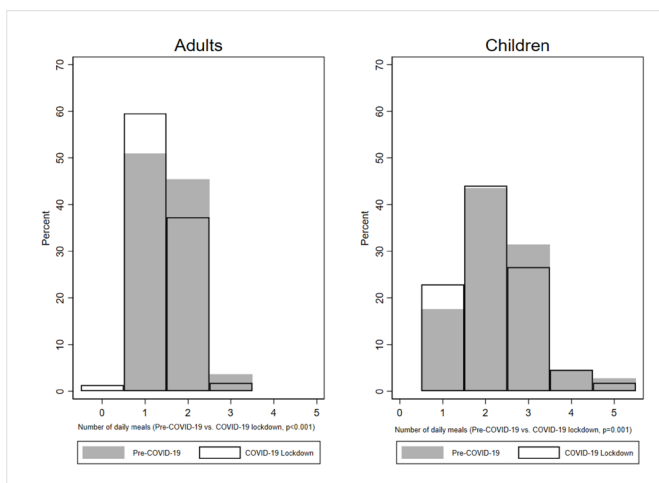 Adults
Children
70
60
50
40
30
20
10
0
Percent
0 1 2 3 4 5
Number of daily meals (Pre-COVID-19 vs. COVID-19 lockdown, p<0.001)
Pre-COVID-19 COVID-19 Lockdown
70
60
50
40
30
20
10
0
Percent
0 1 2 3 4 5
Number of daily meals (Pre-COVID-19 vs. COVID-19 lockdown, p=0.001)
Pre-COVID-19 COVID-19 Lockdown